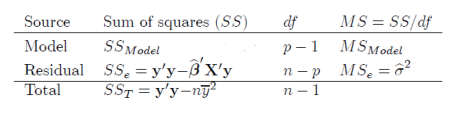 Source Sum of squares (SS) df MS = SS/df
Model SS_Model p − 1 MS_Model
Residual SS_e = y′y−β̂′X′y n − p MS_e = σ̂²
Total SS_T = y′y−nȳ² n − 1